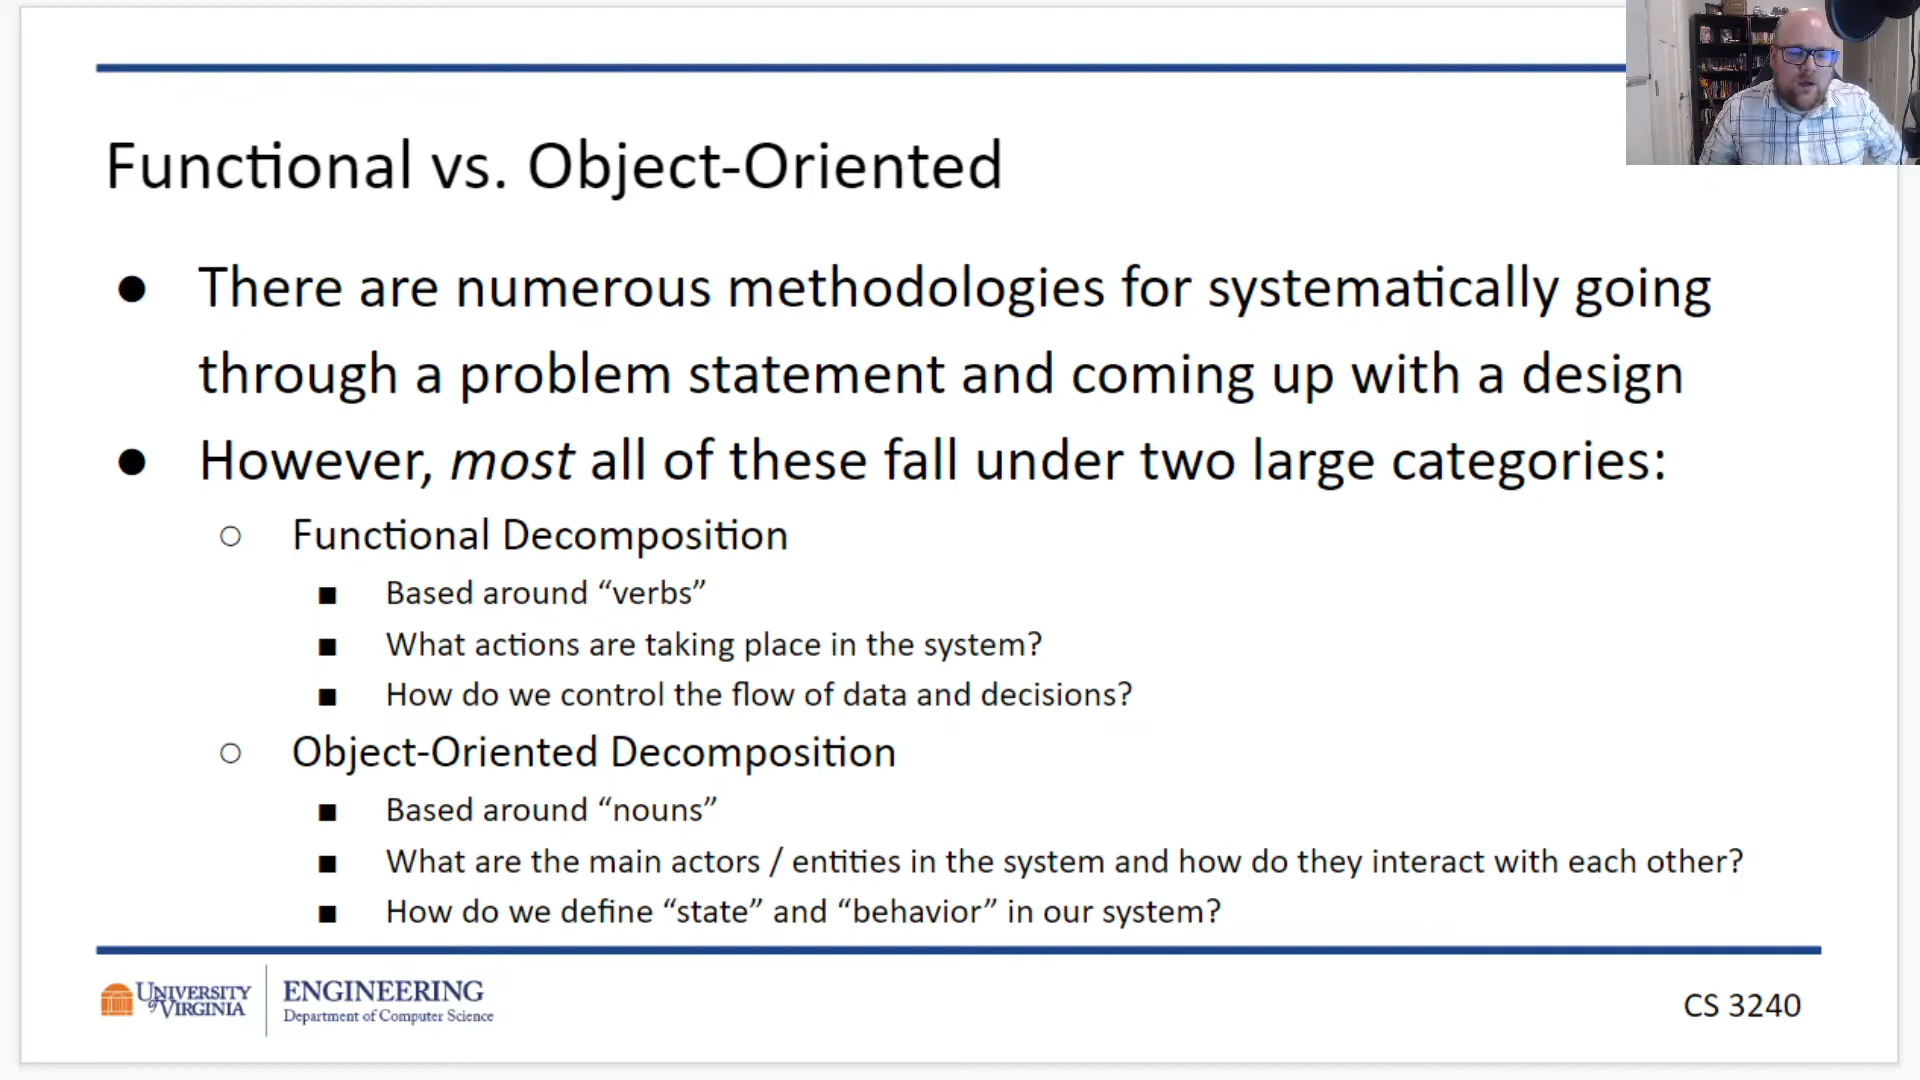 Functional vs. Object-Oriented
● There are numerous methodologies for systematically going
through a problem statement and coming up with a design
● However, most all of these fall under two large categories:
○ Functional Decomposition
■ Based around “verbs”
■ What actions are taking place in the system?
■ How do we control the flow of data and decisions?
○ Object-Oriented Decomposition
■ Based around “nouns”
■ What are the main actors / entities in the system and how do they interact with each other?
■ How do we define “state” and “behavior” in our system?
UNIVERSITY
of VIRGINIA
ENGINEERING
Department of Computer Science
CS 3240